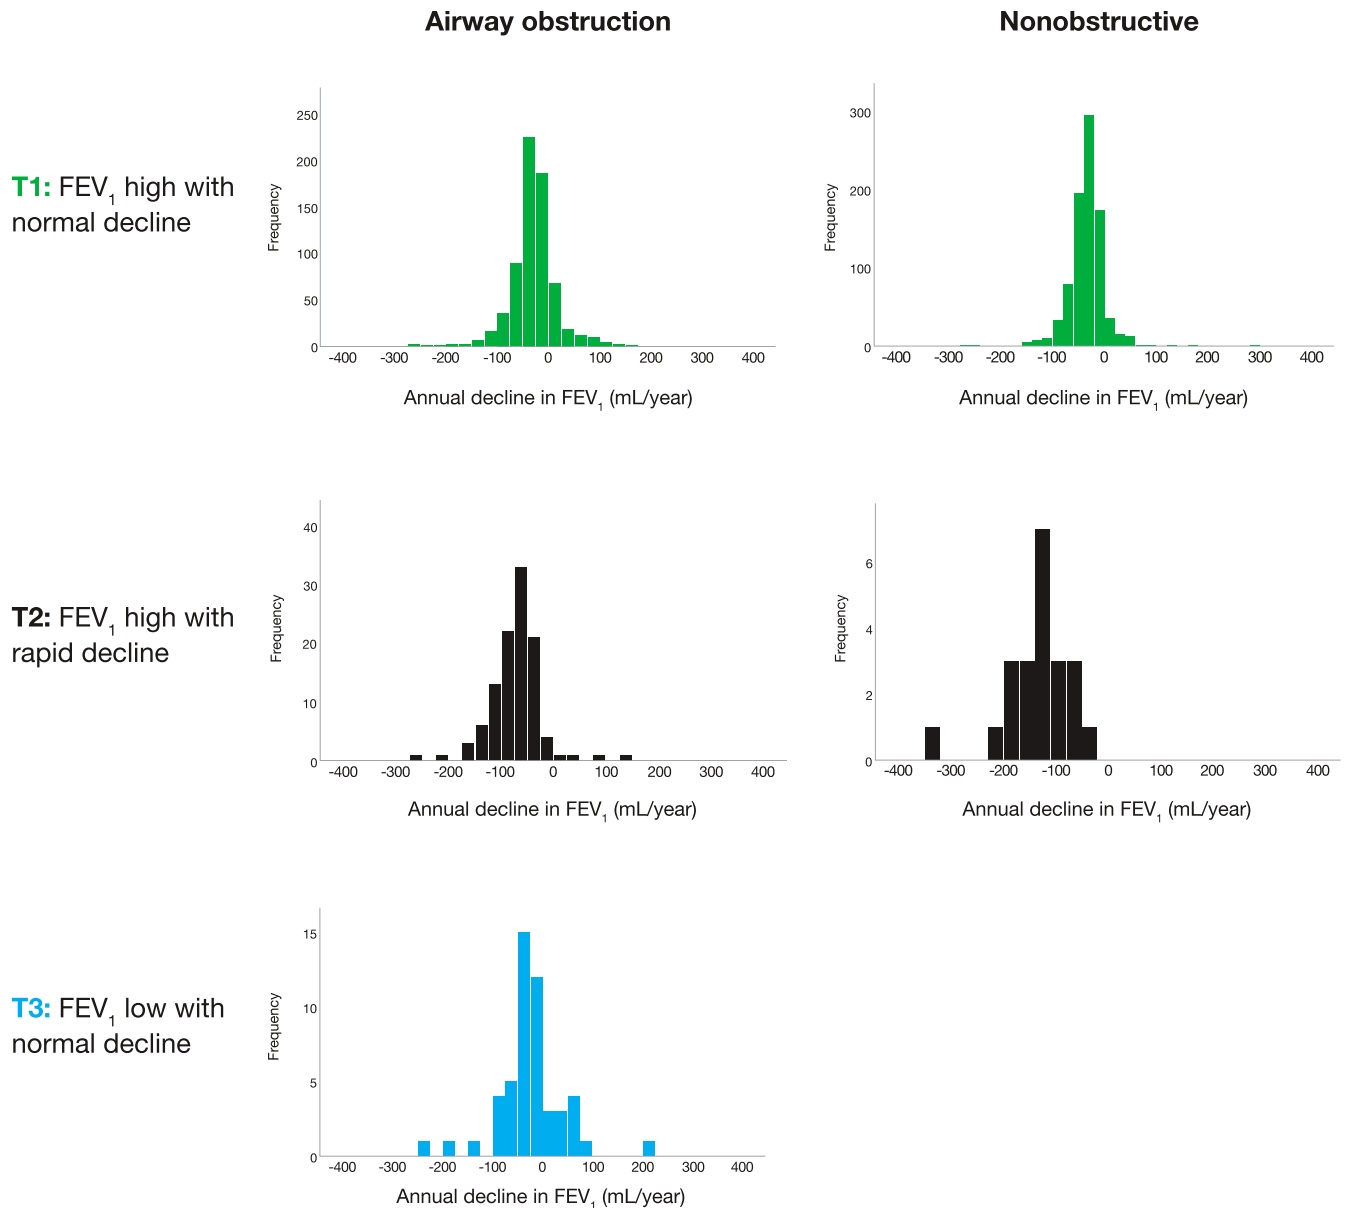 Airway obstruction
Nonobstructive
T1: FEV1 high with
normal decline
Frequency
250
200
150
100
50
0
-400 -300 -200 -100 0 100 200 300 400
Annual decline in FEV1 (mL/year)
Frequency
300
200
100
0
-400 -300 -200 -100 0 100 200 300 400
Annual decline in FEV1 (mL/year)
T2: FEV1 high with
rapid decline
Frequency
40
30
20
10
0
-400 -300 -200 -100 0 100 200 300 400
Annual decline in FEV1 (mL/year)
Frequency
6
4
2
0
-400 -300 -200 -100 0 100 200 300 400
Annual decline in FEV1 (mL/year)
T3: FEV1 low with
normal decline
Frequency
15
10
5
0
-400 -300 -200 -100 0 100 200 300 400
Annual decline in FEV1 (mL/year)